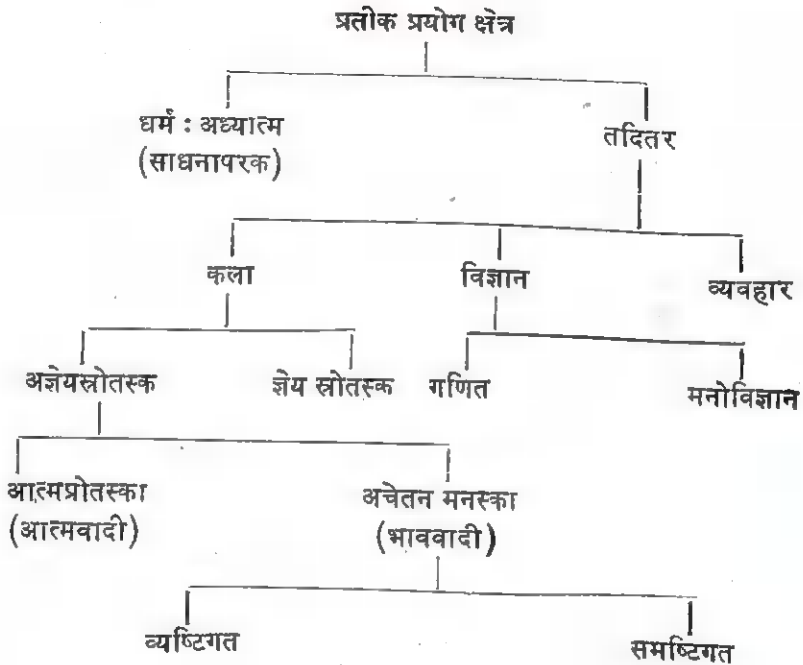 प्रतीक प्रयोग क्षेत्र
धर्म : अध्यात्म
(साधनापरक)
तदितर
कला
विज्ञान
व्यवहार
अज्ञेयस्रोतस्क
ज्ञेय स्रोतस्क
गणित
मनोविज्ञान
आत्मप्रोतस्का
(आत्मवादी)
अचेतन मनस्का
(भाववादी)
व्यष्टिगत
समष्टिगत